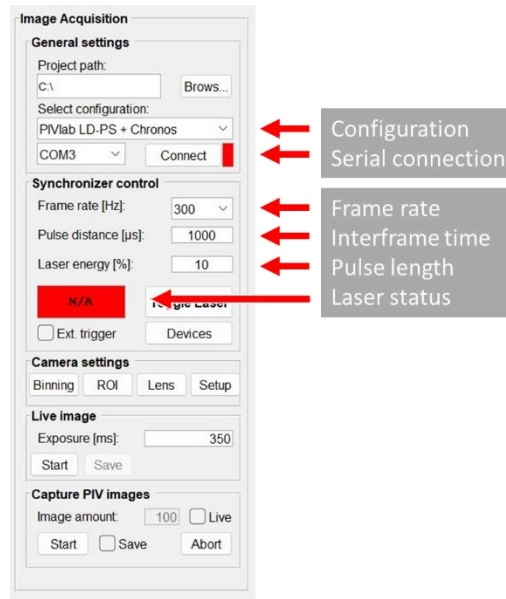 Image Acquisition
General settings
Project path:
C:\ Brows...
Select configuration:
PIVlab LD-PS + Chronos
COM3 Connect
Configuration
Serial connection
Synchronizer control
Frame rate [Hz]: 300
Pulse distance [µs]: 1000
Laser energy [%]: 10
N/A Toggle Laser
Ext. trigger Devices
Frame rate
Interframe time
Pulse length
Laser status
Camera settings
Binning ROI Lens Setup
Live image
Exposure [ms]: 350
Start Save
Capture PIV images
Image amount: 100 Live
Start Save Abort